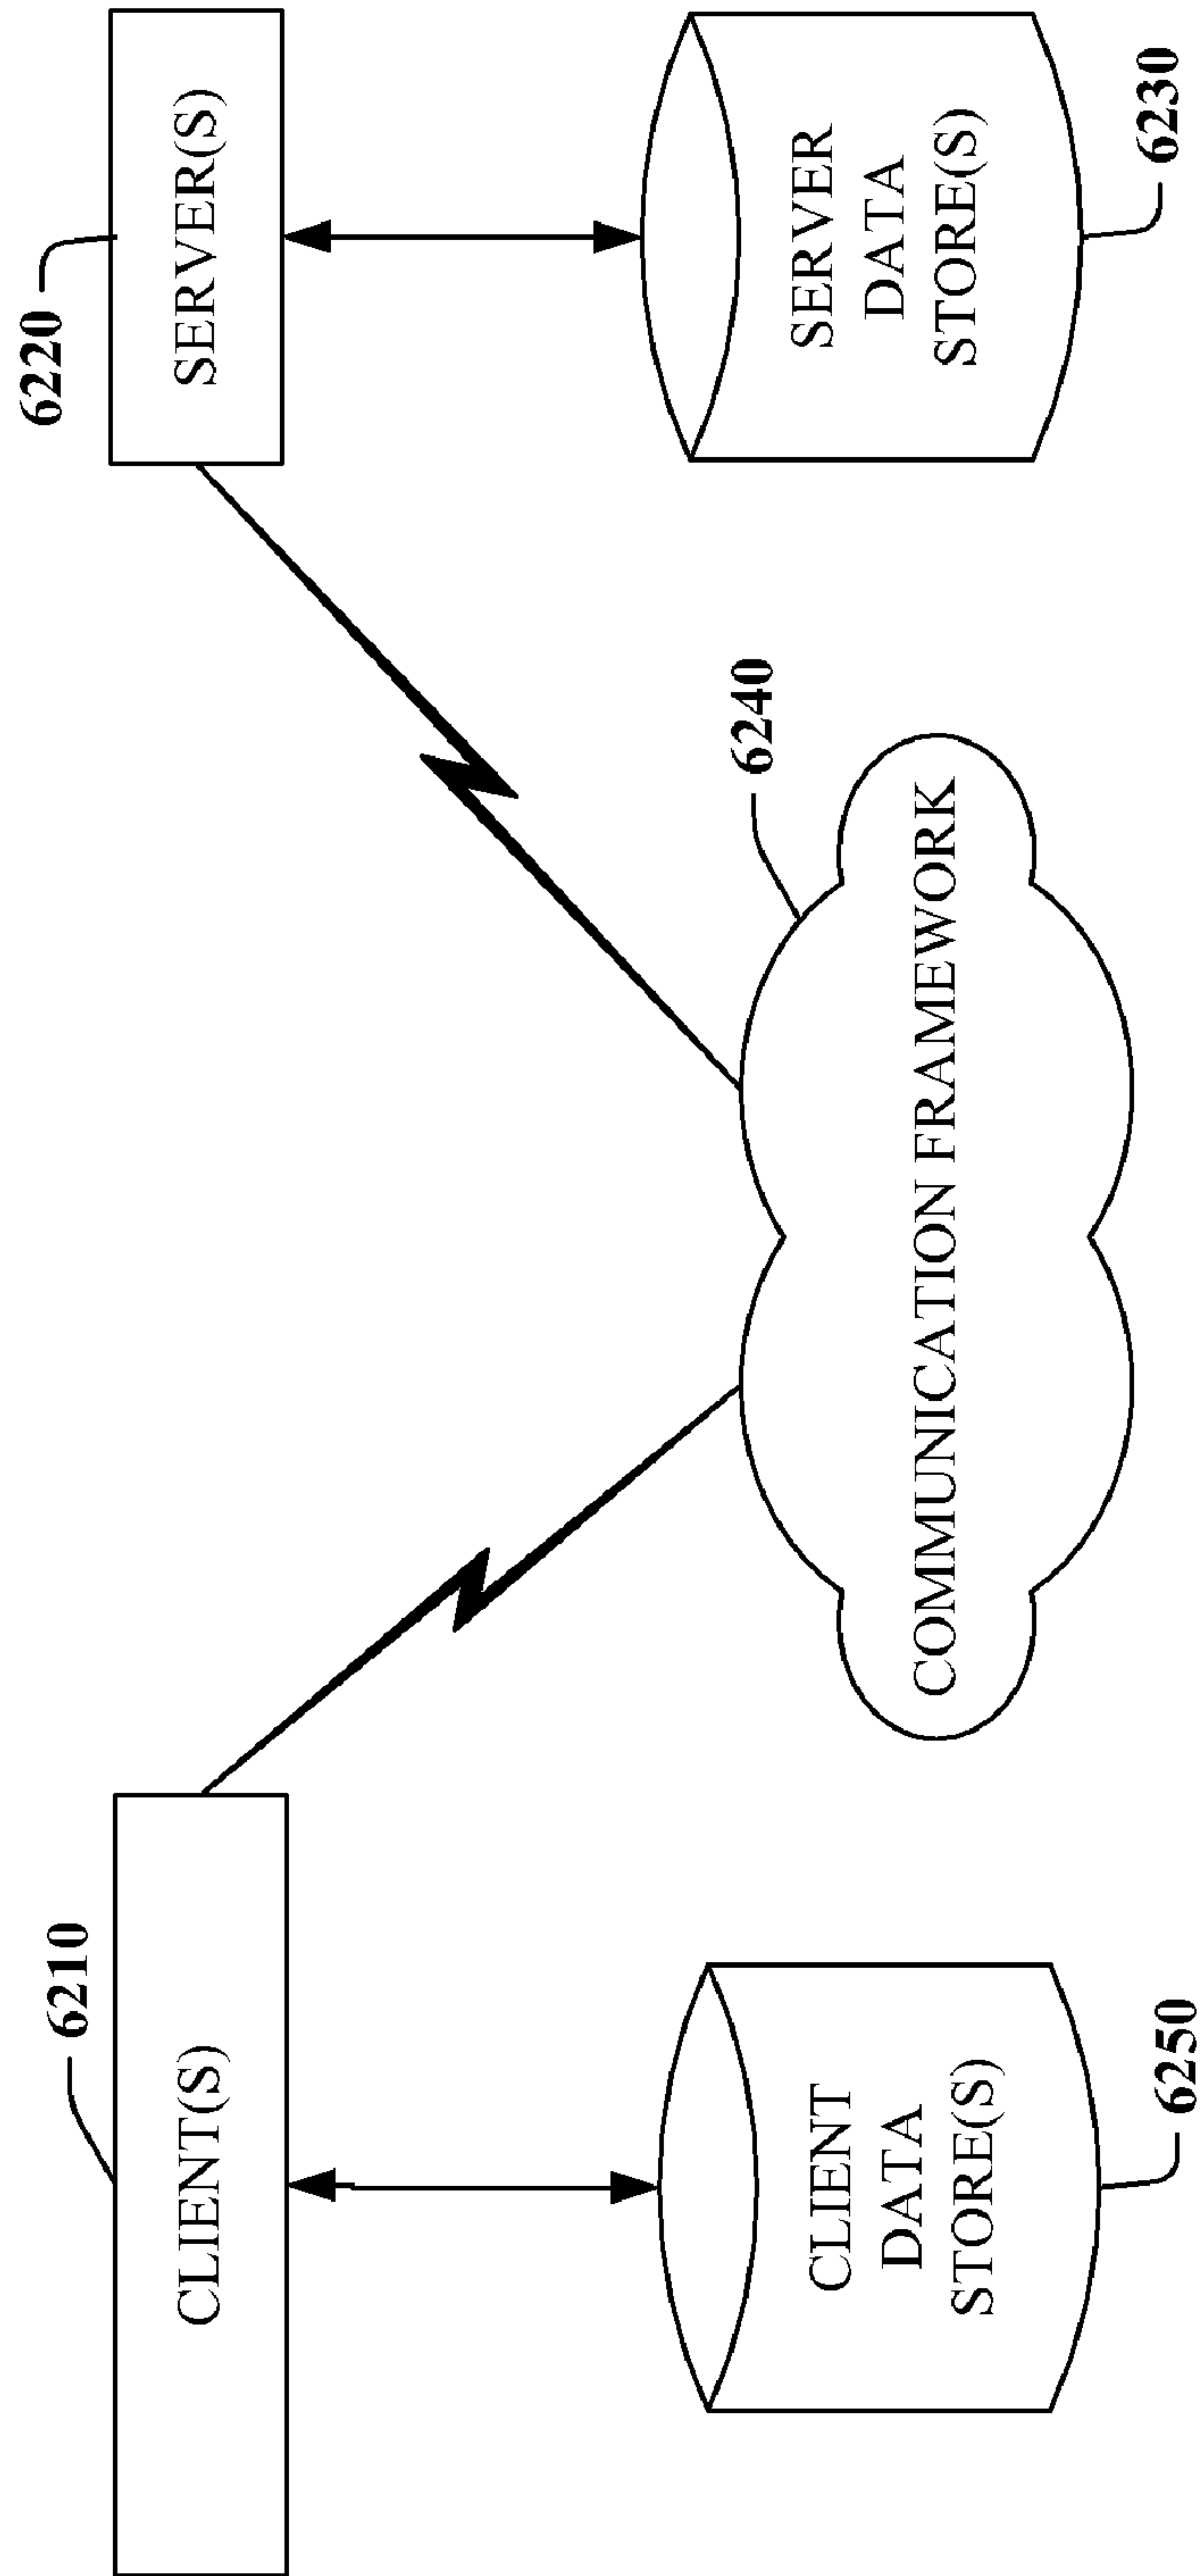 6210
CLIENT(S)
6220
SERVER(S)
6240
COMMUNICATION FRAMEWORK
CLIENT
DATA
STORE(S)
6250
SERVER
DATA
STORE(S)
6230